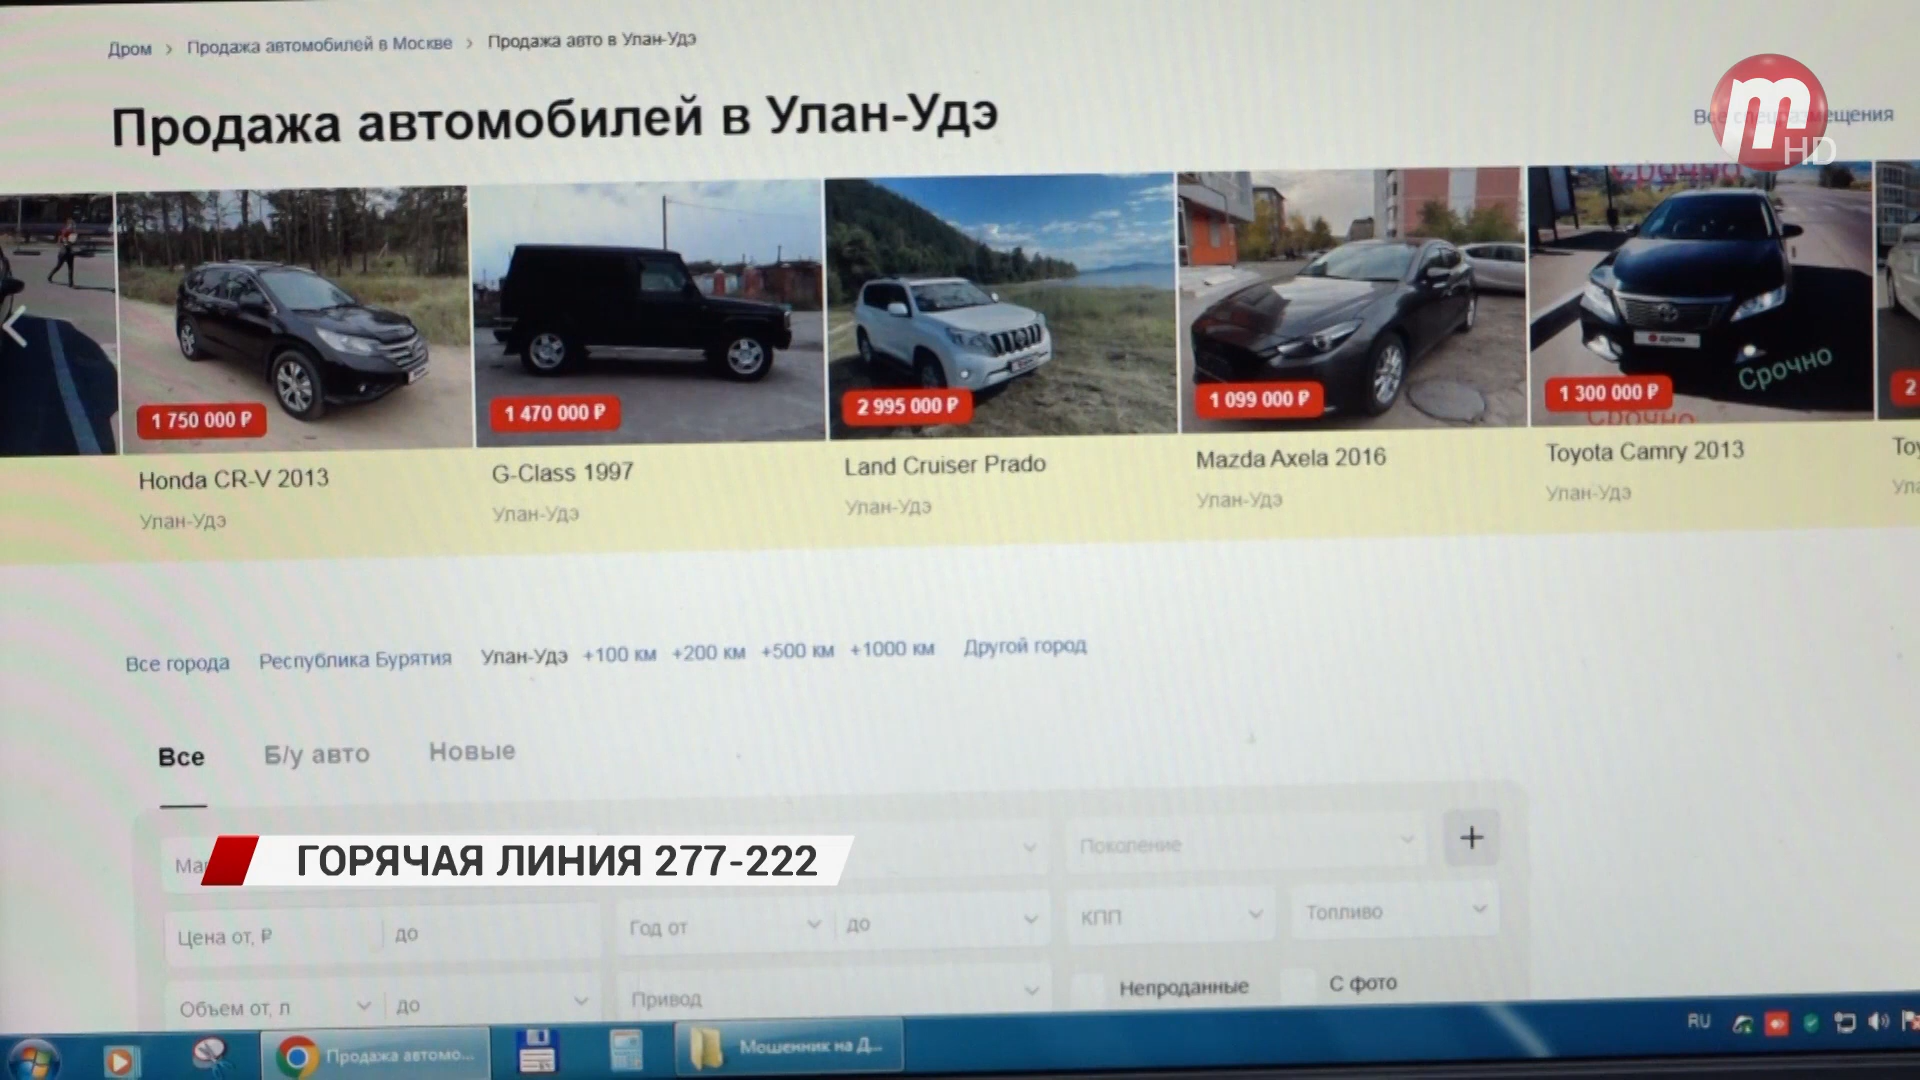 Дром › Продажа автомобилей в Москве › Продажа авто в Улан-Удэ
Продажа автомобилей в Улан-Удэ
m HD
Срочно
Срочно
Срочно
1 750 000 ₽
1 470 000 ₽
2 995 000 ₽
1 099 000 ₽
1 300 000 ₽
2
Honda CR-V 2013
G-Class 1997
Land Cruiser Prado
Mazda Axela 2016
Toyota Camry 2013
Улан-Удэ
Улан-Удэ
Улан-Удэ
Улан-Удэ
Улан-Удэ
Все города Республика Бурятия Улан-Удэ +100 км +200 км +500 км +1000 км Другой город
Все Б/у авто Новые
Поколение +
ГОРЯЧАЯ ЛИНИЯ 277-222
Цена от, ₽ до Год от до КПП Топливо
Объем от, л до Привод Непроданные С фото
Продажа автомо... Мошенник на Д... RU